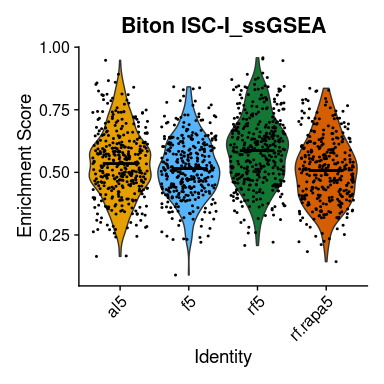 Biton ISC-I_ssGSEA
Enrichment Score
1.00
0.75
0.50
0.25
al5
f5
rf5
rf.rapa5
Identity